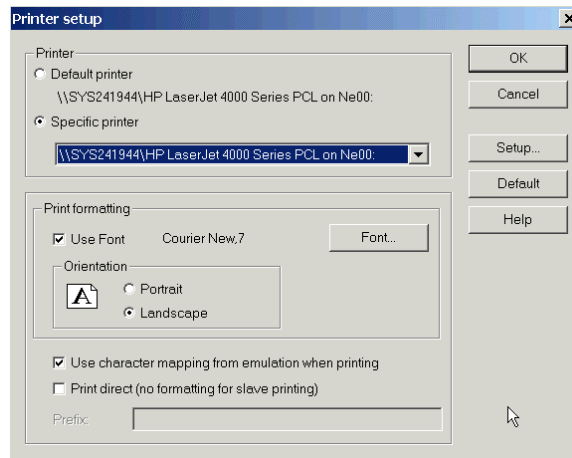 Printer setup
Printer
Default printer
\\SYS241944\HP LaserJet 4000 Series PCL on Ne00:
Specific printer
\\SYS241944\HP LaserJet 4000 Series PCL on Ne00:
OK
Cancel
Setup...
Default
Help
Print formatting
Use Font Courier New,7 Font...
Orientation
A
Portrait
Landscape
Use character mapping from emulation when printing
Print direct (no formatting for slave printing)
Prefix: